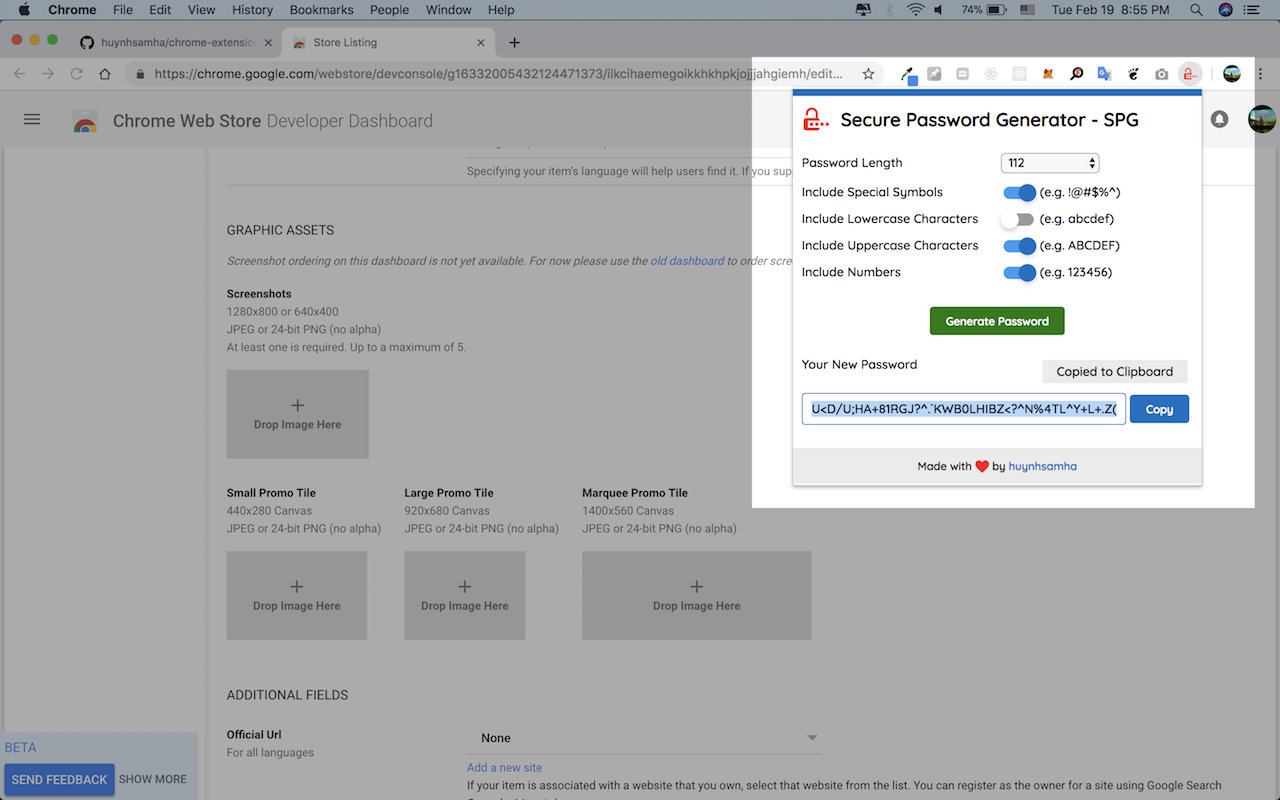 Chrome File Edit View History Bookmarks People Window Help 74% Tue Feb 19 8:55 PM
huynhsamha/chrome-extensio Store Listing
https://chrome.google.com/webstore/devconsole/g16332005432124471373/ilkcihaemegoikkhkhpkjojjjahgiemh/edit...
Chrome Web Store Developer Dashboard
Specifying your item's language will help users find it. If you sup
GRAPHIC ASSETS
Screenshot ordering on this dashboard is not yet available. For now please use the old dashboard to order scre
Screenshots
1280x800 or 640x400
JPEG or 24-bit PNG (no alpha)
At least one is required. Up to a maximum of 5.
Drop Image Here
Small Promo Tile
440x280 Canvas
JPEG or 24-bit PNG (no alpha)
Drop Image Here
Large Promo Tile
920x680 Canvas
JPEG or 24-bit PNG (no alpha)
Drop Image Here
Marquee Promo Tile
1400x560 Canvas
JPEG or 24-bit PNG (no alpha)
Drop Image Here
ADDITIONAL FIELDS
Official Url
For all languages
None
Add a new site
If your item is associated with a website that you own, select that website from the list. You can register as the owner for a site using Google Search
BETA
SEND FEEDBACK SHOW MORE
Secure Password Generator - SPG
Password Length 112
Include Special Symbols (e.g. !@#$%^)
Include Lowercase Characters (e.g. abcdef)
Include Uppercase Characters (e.g. ABCDEF)
Include Numbers (e.g. 123456)
Generate Password
Your New Password
Copied to Clipboard
U<D/U;HA+81RGJ?^.`KWB0LHIBZ<?^N%4TL^Y+L+.Z(
Copy
Made with ❤️ by huynhsamha